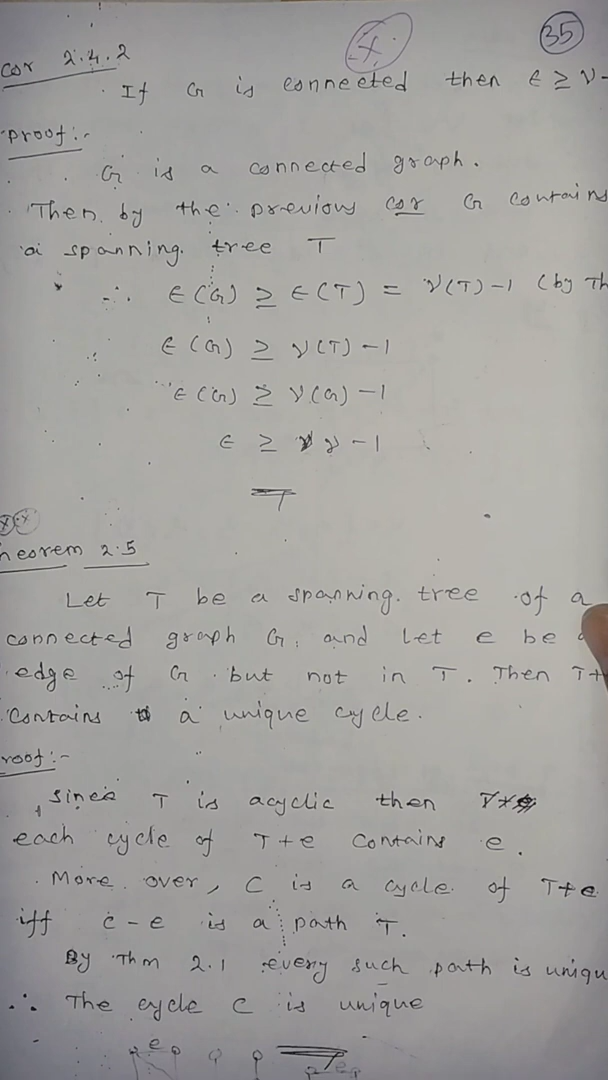 35
Cor 2.4.2
If G is connected then ϵ ≥ ν-
proof:-
G is a connected graph.
Then by the previous cor G contains
a spanning tree T
∴ ϵ(G) ≥ ϵ(T) = ν(T)-1 (by Th
ϵ(G) ≥ ν(T)-1
ϵ(G) ≥ ν(G)-1
ϵ ≥ ν-1
heorem 2.5
Let T be a spanning tree of a
connected graph G, and let e be
edge of G but not in T. Then T+
contains a unique cycle.
roof:-
Since T is acyclic then
each cycle of T+e contains e.
More over, C is a cycle of T+e
iff C-e is a path T.
By Thm 2.1 every such path is uniqu
∴ The cycle C is unique
e